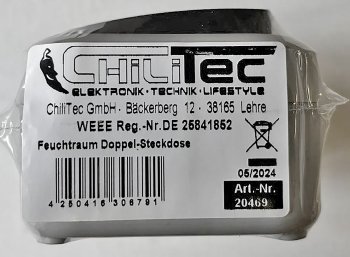 CHiLiTec
ELEKTRONIK·TECHNIK·LIFESTYLE
ChiliTec GmbH · Bäckerberg 12 · 38165 Lehre
WEEE Reg.-Nr.DE 25841852
Feuchtraum Doppel-Steckdose
05/2024
4 250416 306791
Art.-Nr.
20469